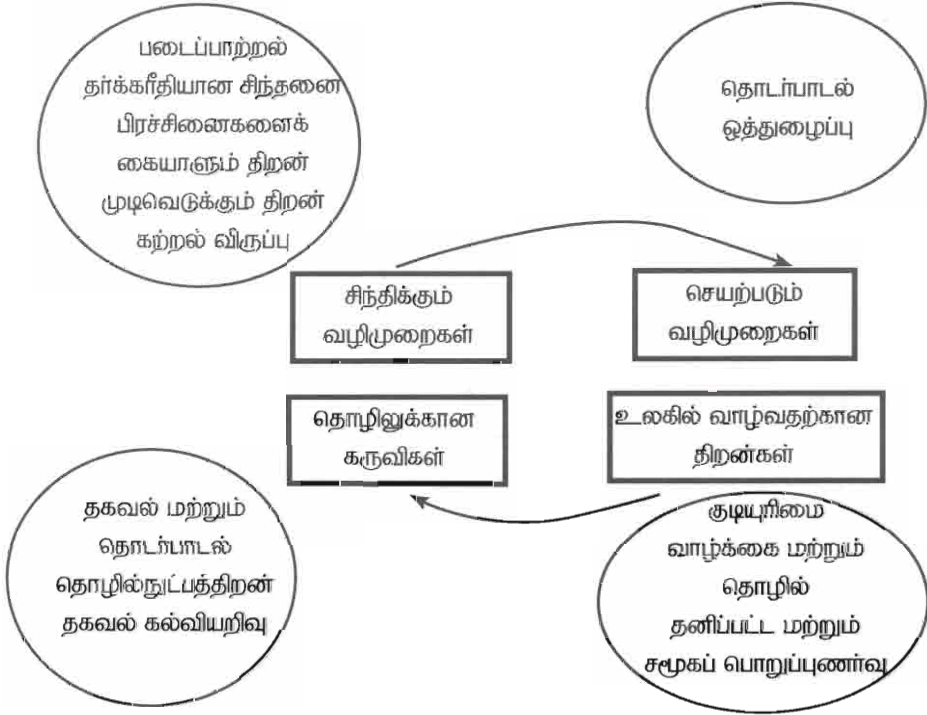 படைப்பாற்றல்
தர்க்கரீதியான சிந்தனை
பிரச்சினைகளைக்
கையாளும் திறன்
முடிவெடுக்கும் திறன்
கற்றல் விருப்பு
தொடர்பாடல்
ஒத்துழைப்பு
சிந்திக்கும்
வழிமுறைகள்
செயற்படும்
வழிமுறைகள்
தொழிலுக்கான
கருவிகள்
உலகில் வாழ்வதற்கான
திறன்கள்
தகவல் மற்றும்
தொடர்பாடல்
தொழில்நுட்பத்திறன்
தகவல் கல்வியறிவு
குடியுரிமை
வாழ்க்கை மற்றும்
தொழில்
தனிப்பட்ட மற்றும்
சமூகப் பொறுப்புணர்வு